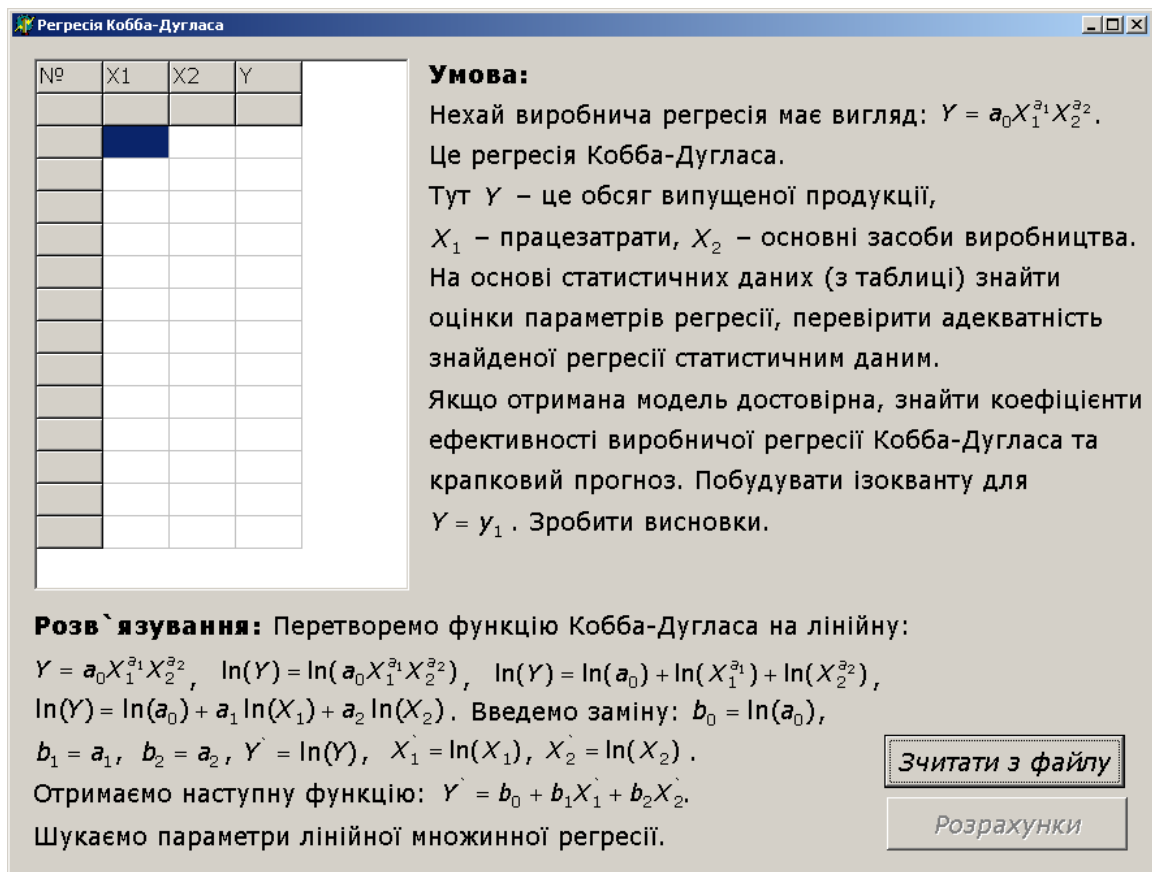 Регресія Кобба-Дугласа
№ X1 X2 Y
Умова:
Нехай виробнича регресія має вигляд: Y = a₀X₁^a₁X₂^a₂.
Це регресія Кобба-Дугласа.
Тут Y – це обсяг випущеної продукції,
X₁ – працезатрати, X₂ – основні засоби виробництва.
На основі статистичних даних (з таблиці) знайти
оцінки параметрів регресії, перевірити адекватність
знайденої регресії статистичним даним.
Якщо отримана модель достовірна, знайти коефіцієнти
ефективності виробничої регресії Кобба-Дугласа та
крапковий прогноз. Побудувати ізокванту для
Y = y₁ . Зробити висновки.
Розв`язування: Перетворемо функцію Кобба-Дугласа на лінійну:
Y = a₀X₁^a₁X₂^a₂, ln(Y) = ln(a₀X₁^a₁X₂^a₂), ln(Y) = ln(a₀) + ln(X₁^a₁) + ln(X₂^a₂),
ln(Y) = ln(a₀) + a₁ ln(X₁) + a₂ ln(X₂). Введемо заміну: b₀ = ln(a₀),
b₁ = a₁, b₂ = a₂, Y` = ln(Y), X₁` = ln(X₁), X₂` = ln(X₂) .
Отримаємо наступну функцію: Y` = b₀ + b₁X₁` + b₂X₂`.
Шукаємо параметри лінійної множинної регресії.
Зчитати з файлу
Розрахунки